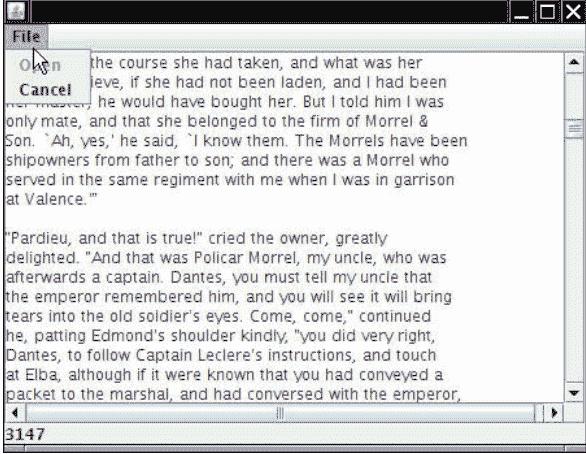 File
Open
Cancel
the course she had taken, and what was her
ieve, if she had not been laden, and I had been
her master, he would have bought her. But I told him I was
only mate, and that she belonged to the firm of Morrel &
Son. `Ah, yes,' he said, `I know them. The Morrels have been
shipowners from father to son; and there was a Morrel who
served in the same regiment with me when I was in garrison
at Valence.'"
"Pardieu, and that is true!" cried the owner, greatly
delighted. "And that was Policar Morrel, my uncle, who was
afterwards a captain. Dantes, you must tell my uncle that
the emperor remembered him, and you will see it will bring
tears into the old soldier's eyes. Come, come," continued
he, patting Edmond's shoulder kindly, "you did very right,
Dantes, to follow Captain Leclere's instructions, and touch
at Elba, although if it were known that you had conveyed a
packet to the marshal, and had conversed with the emperor,
3147